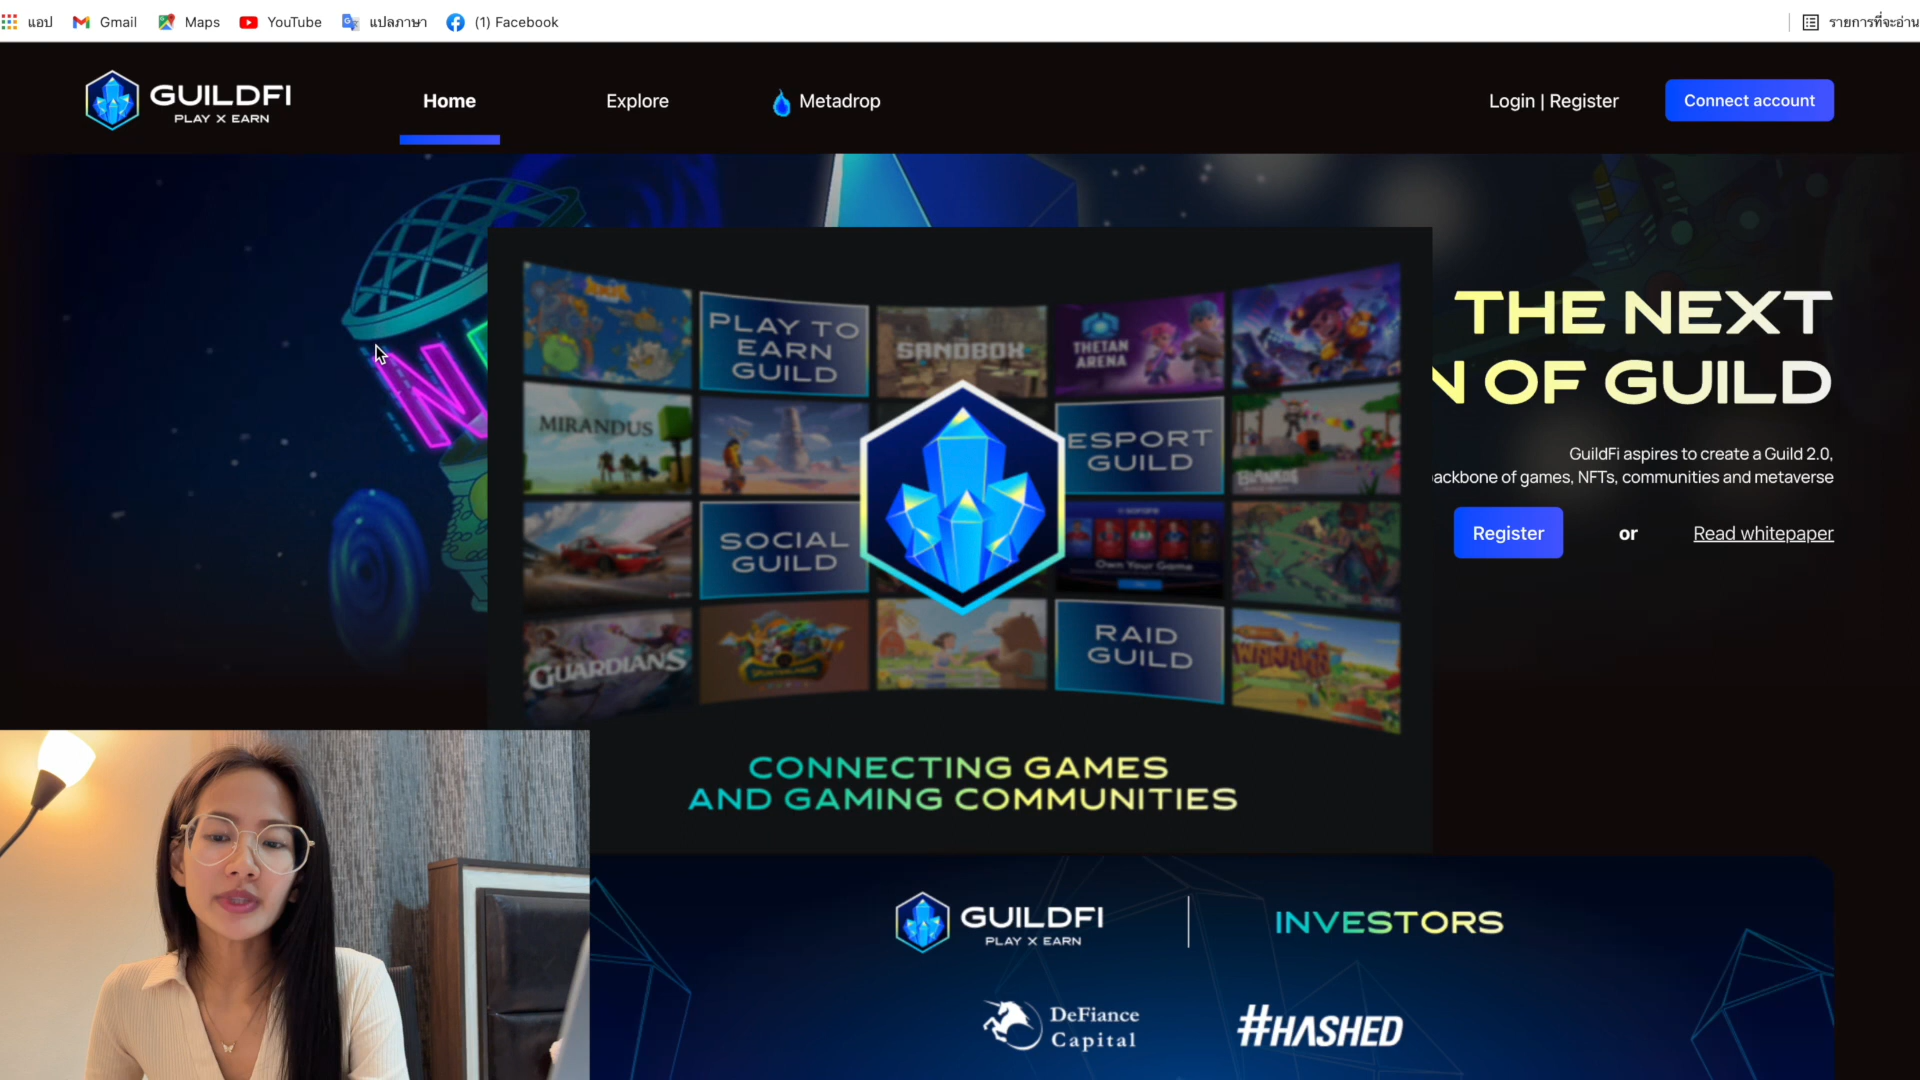 แอป
Gmail
Maps
YouTube
แปลภาษา
(1) Facebook
รายการที่จะอ่าน
GUILDFI
PLAY X EARN
Home
Explore
Metadrop
Login | Register
Connect account
THE NEXT
N OF GUILD
GuildFi aspires to create a Guild 2.0,
backbone of games, NFTs, communities and metaverse
Register
or
Read whitepaper
PLAY TO
EARN
GUILD
SANDBOX
THETAN
ARENA
MIRANDUS
ESPORT
GUILD
SOCIAL
GUILD
Own Your Game
GUARDIANS
RAID
GUILD
CONNECTING GAMES
AND GAMING COMMUNITIES
GUILDFI
PLAY X EARN
INVESTORS
DeFiance
Capital
#HASHED